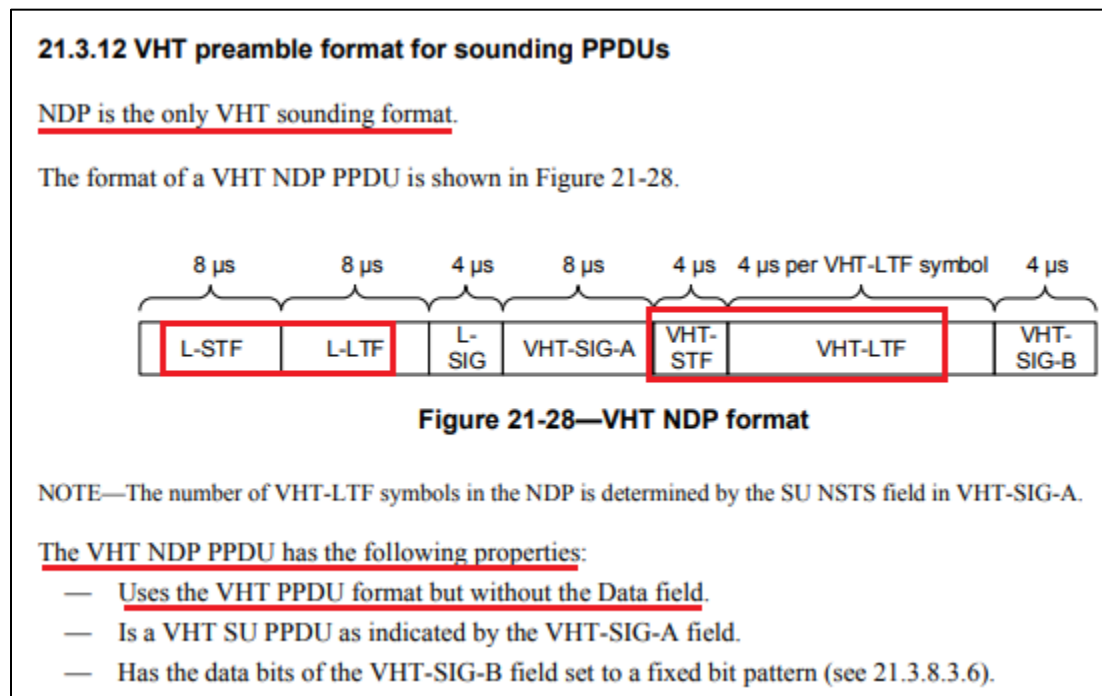 21.3.12 VHT preamble format for sounding PPDUs
NDP is the only VHT sounding format.
The format of a VHT NDP PPDU is shown in Figure 21-28.
8 µs 8 µs 4 µs 8 µs 4 µs 4 µs per VHT-LTF symbol 4 µs
L-STF L-LTF L-SIG VHT-SIG-A VHT-STF VHT-LTF VHT-SIG-B
Figure 21-28—VHT NDP format
NOTE—The number of VHT-LTF symbols in the NDP is determined by the SU NSTS field in VHT-SIG-A.
The VHT NDP PPDU has the following properties:
— Uses the VHT PPDU format but without the Data field.
— Is a VHT SU PPDU as indicated by the VHT-SIG-A field.
— Has the data bits of the VHT-SIG-B field set to a fixed bit pattern (see 21.3.8.3.6).